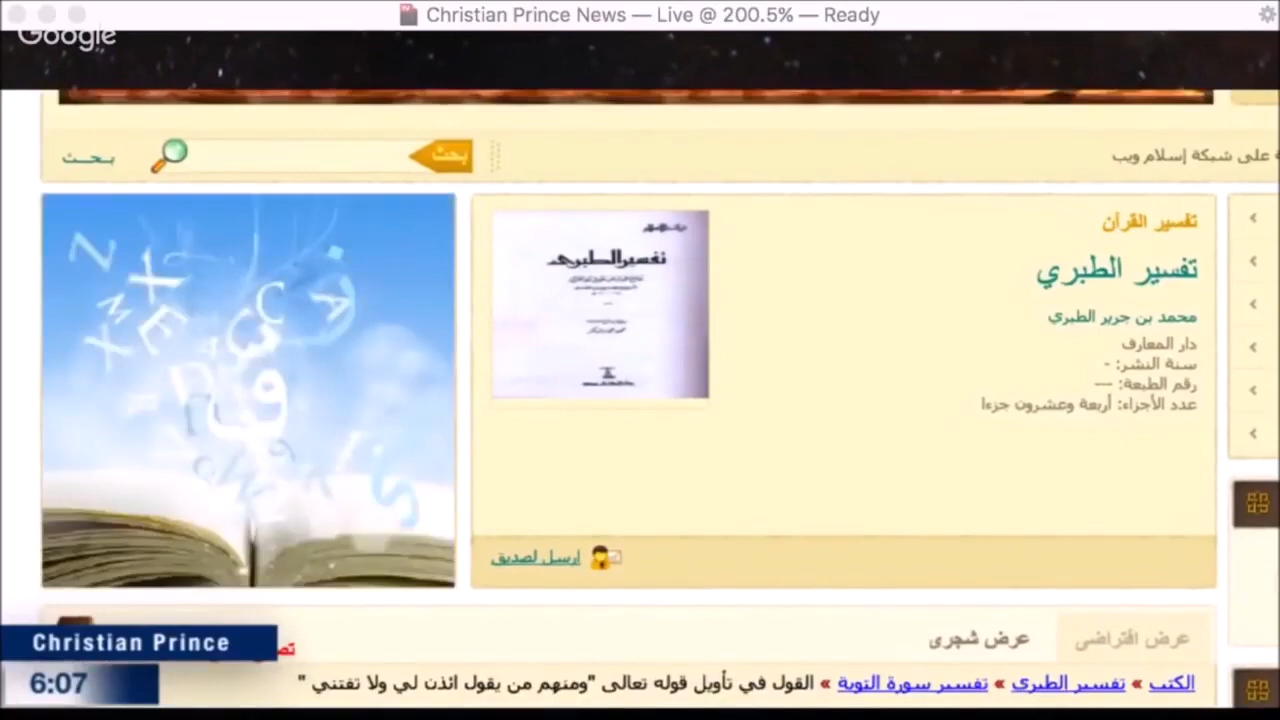 Christian Prince News — Live @ 200.5% — Ready
Google
ة على شبكة إسلام ويب
بحث
بـحــث
تفسير القرآن
تفسير الطبري
محمد بن جرير الطبري
دار المعارف
سنة النشر: -
رقم الطبعة: ---
عدد الأجزاء: أربعة وعشرون جزءا
تفسير الطبرى
Z
X
W
X
E
A
س
ق
ارسل لصديق
عرض افتراضي
عرض شجري
تص
الكتب » تفسير الطبري » تفسير سورة التوبة » القول في تأويل قوله تعالى "ومنهم من يقول ائذن لي ولا تفتني "
Christian Prince
6:07